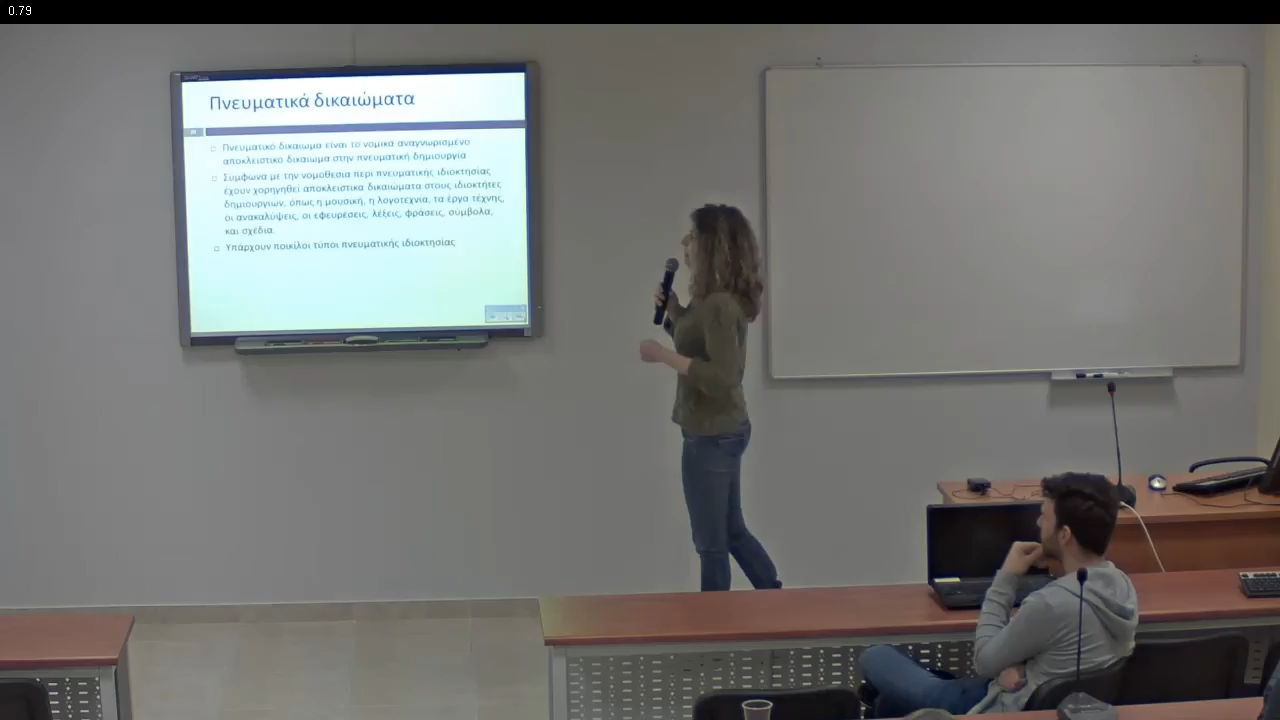 0.79
Πνευματικά δικαιώματα
Πνευματικό δικαίωμα είναι το νομικά αναγνωρισμένο
αποκλειστικό δικαίωμα στην πνευματική δημιουργία
Σύμφωνα με την νομοθεσία περί πνευματικής ιδιοκτησίας
έχουν χορηγηθεί αποκλειστικά δικαιώματα στους ιδιοκτήτες
δημιουργιών, όπως η μουσική, η λογοτεχνία, τα έργα τέχνης,
οι ανακαλύψεις, οι εφευρέσεις, λέξεις, φράσεις, σύμβολα,
και σχέδια.
Υπάρχουν ποικίλοι τύποι πνευματικής ιδιοκτησίας